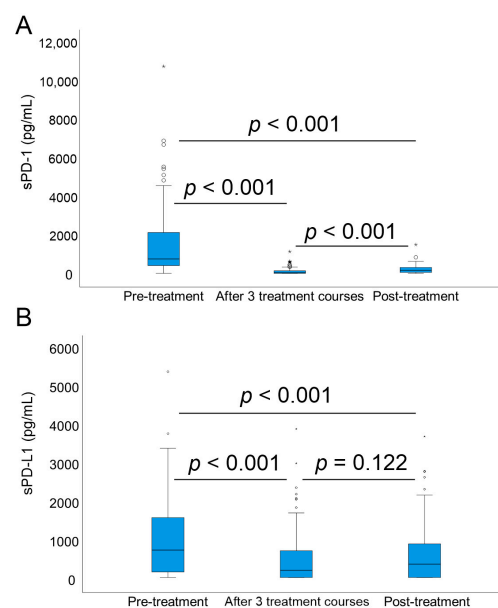 A
12,000
10,000
8000
6000
4000
2000
0
sPD-1 (pg/mL)
p < 0.001
p < 0.001
p < 0.001
Pre-treatment After 3 treatment courses Post-treatment
B
6000
5000
4000
3000
2000
1000
0
sPD-L1 (pg/mL)
p < 0.001
p < 0.001 p = 0.122
Pre-treatment After 3 treatment courses Post-treatment